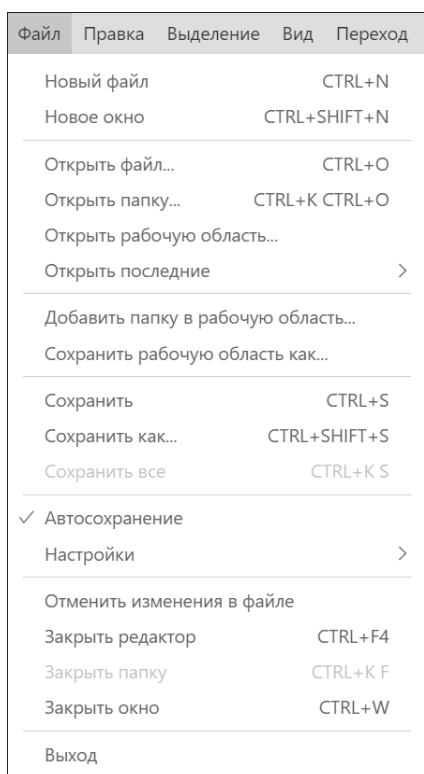 Файл Правка Выделение Вид Переход
Новый файл CTRL+N
Новое окно CTRL+SHIFT+N
Открыть файл... CTRL+O
Открыть папку... CTRL+K CTRL+O
Открыть рабочую область...
Открыть последние
Добавить папку в рабочую область...
Сохранить рабочую область как...
Сохранить CTRL+S
Сохранить как... CTRL+SHIFT+S
Сохранить все CTRL+K S
Автосохранение
Настройки
Отменить изменения в файле
Закрыть редактор CTRL+F4
Закрыть папку CTRL+K F
Закрыть окно CTRL+W
Выход